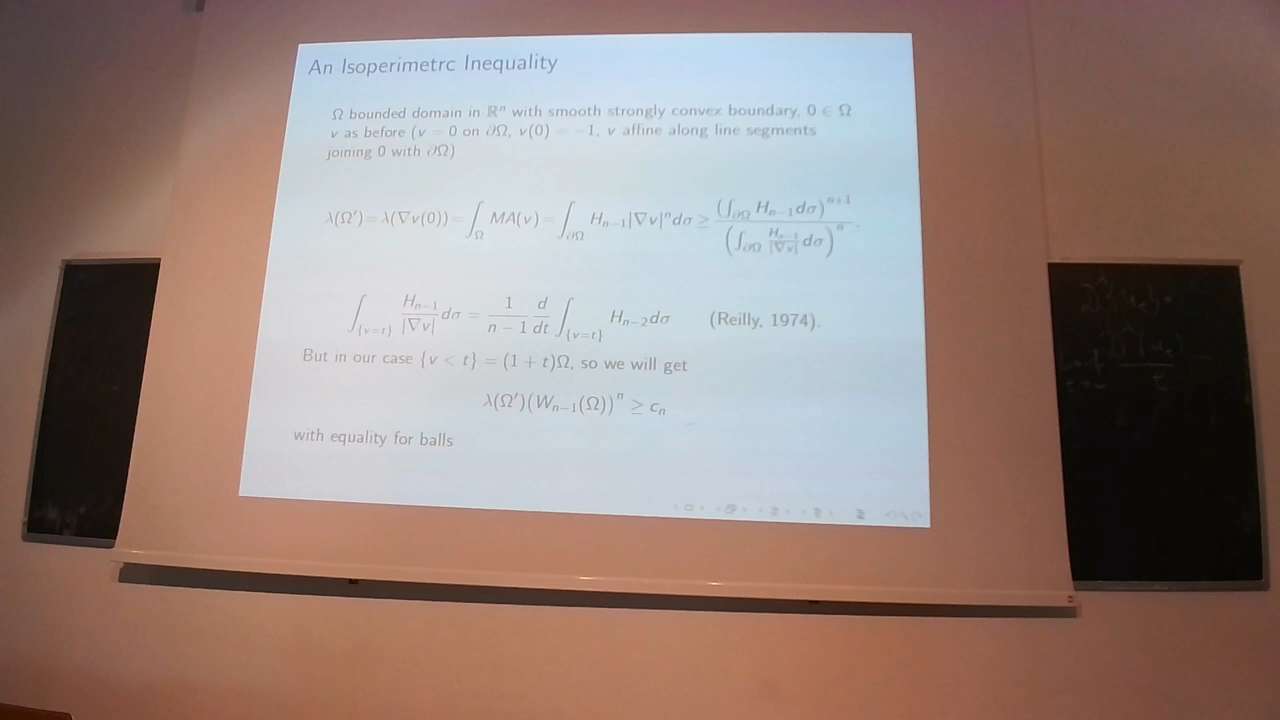 An Isoperimetrc Inequality
Ω bounded domain in ℝⁿ with smooth strongly convex boundary, 0 ∈ Ω
v as before (v = 0 on ∂Ω, v(0) = −1, v affine along line segments
joining 0 with ∂Ω)
λ(Ω′) = λ(∇v(0)) = ∫_Ω MA(v) = ∫_{∂Ω} H_{n−1}|∇v|ⁿdσ ≥ (∫_{∂Ω} H_{n−1}dσ)^{n+1} / (∫_{∂Ω} H_{n−1}/|∇v| dσ)^n .
∫_{{v=t}} H_{n−1}/|∇v| dσ = 1/(n−1) d/dt ∫_{{v=t}} H_{n−2}dσ (Reilly, 1974).
But in our case {v < t} = (1 + t)Ω, so we will get
λ(Ω′)(W_{n−1}(Ω))ⁿ ≥ c_n
with equality for balls